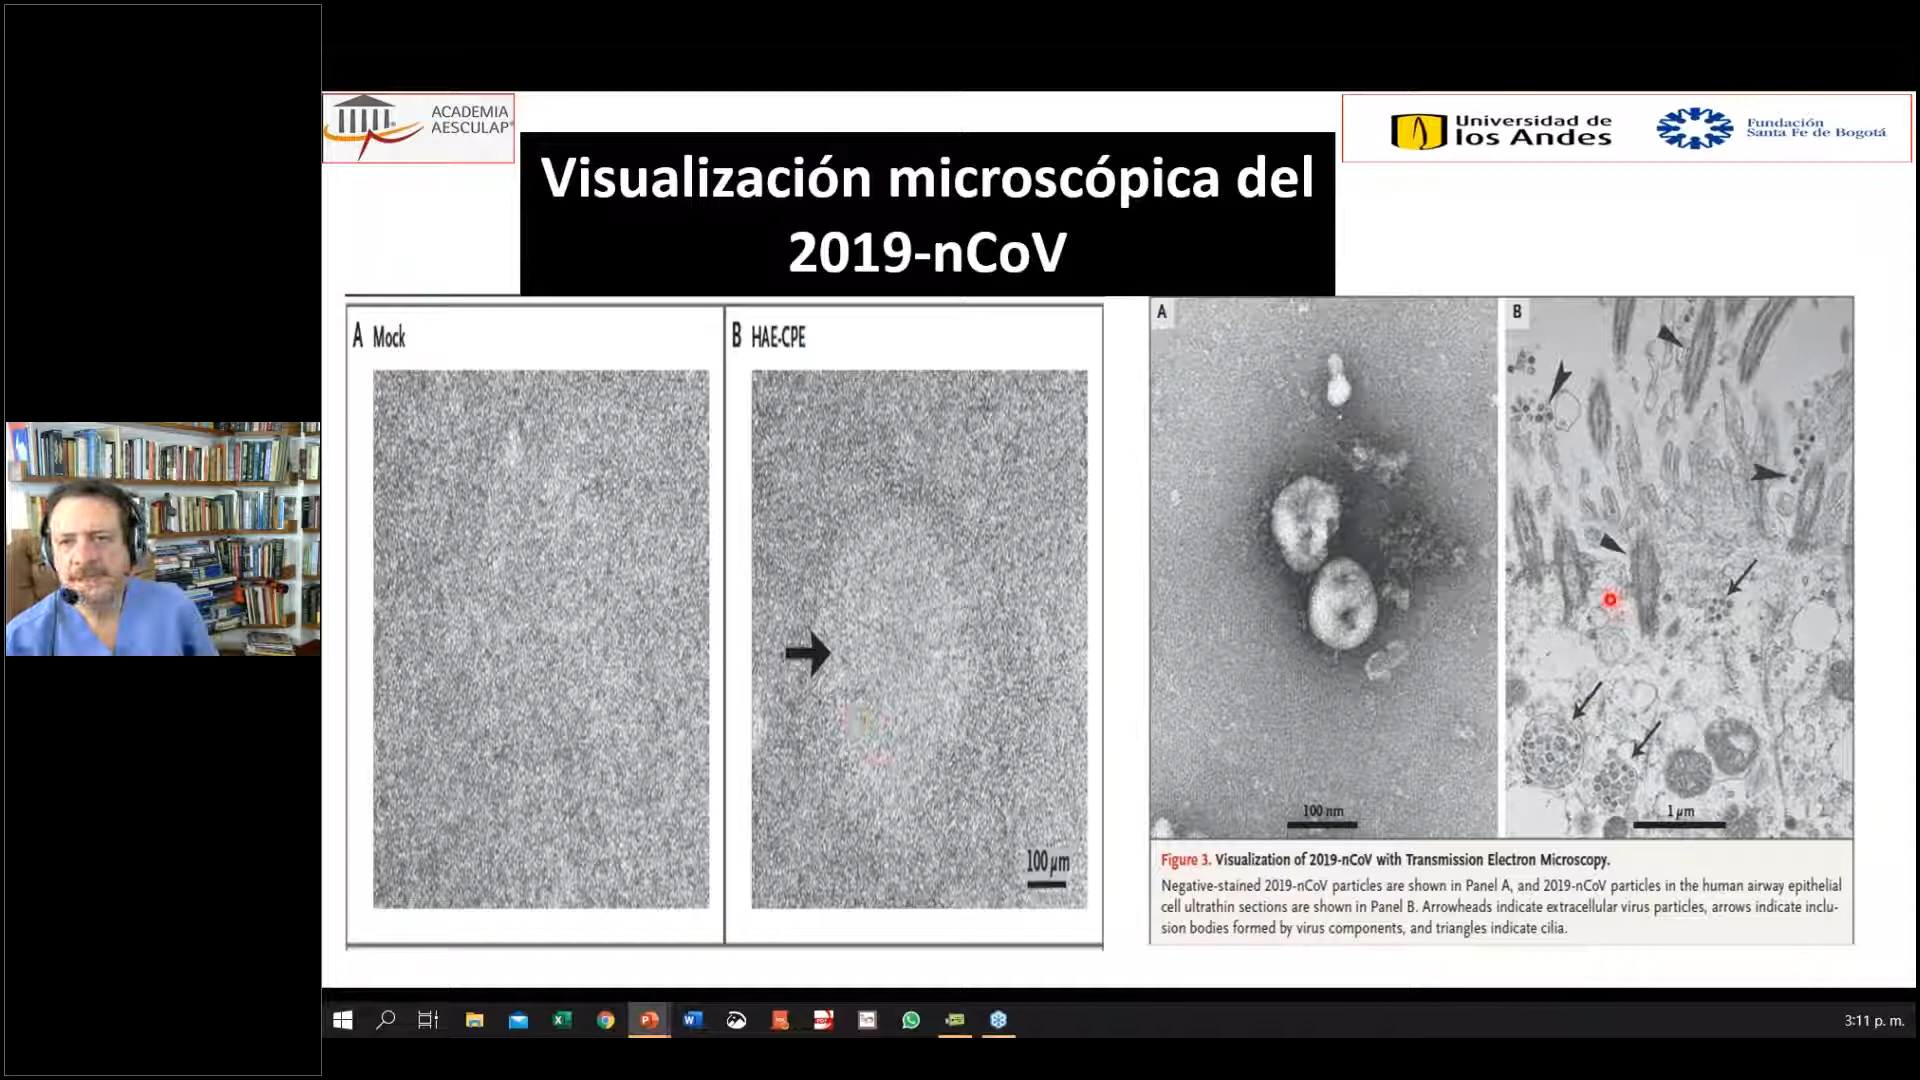 ACADEMIA
AESCULAP®
Visualización microscópica del
2019-nCoV
Universidad de
los Andes
Fundación
Santa Fe de Bogotá
A Mock
B HAE-CPE
100 µm
A
B
100 nm
1 µm
Figure 3. Visualization of 2019-nCoV with Transmission Electron Microscopy.
Negative-stained 2019-nCoV particles are shown in Panel A, and 2019-nCoV particles in the human airway epithelial
cell ultrathin sections are shown in Panel B. Arrowheads indicate extracellular virus particles, arrows indicate inclu-
sion bodies formed by virus components, and triangles indicate cilia.
3:11 p. m.